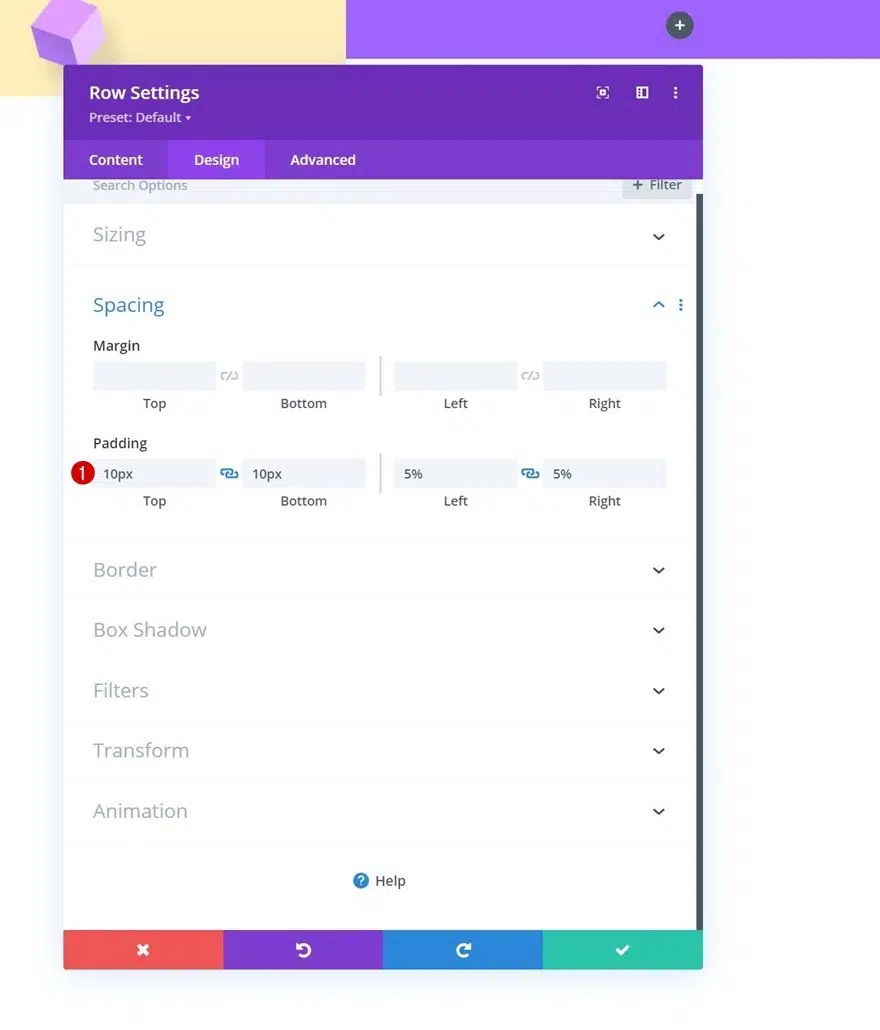 Row Settings
Preset: Default
Content Design Advanced
Search Options + Filter
Sizing
Spacing
Margin
Top Bottom Left Right
Padding
1 10px 10px 5% 5%
Top Bottom Left Right
Border
Box Shadow
Filters
Transform
Animation
? Help